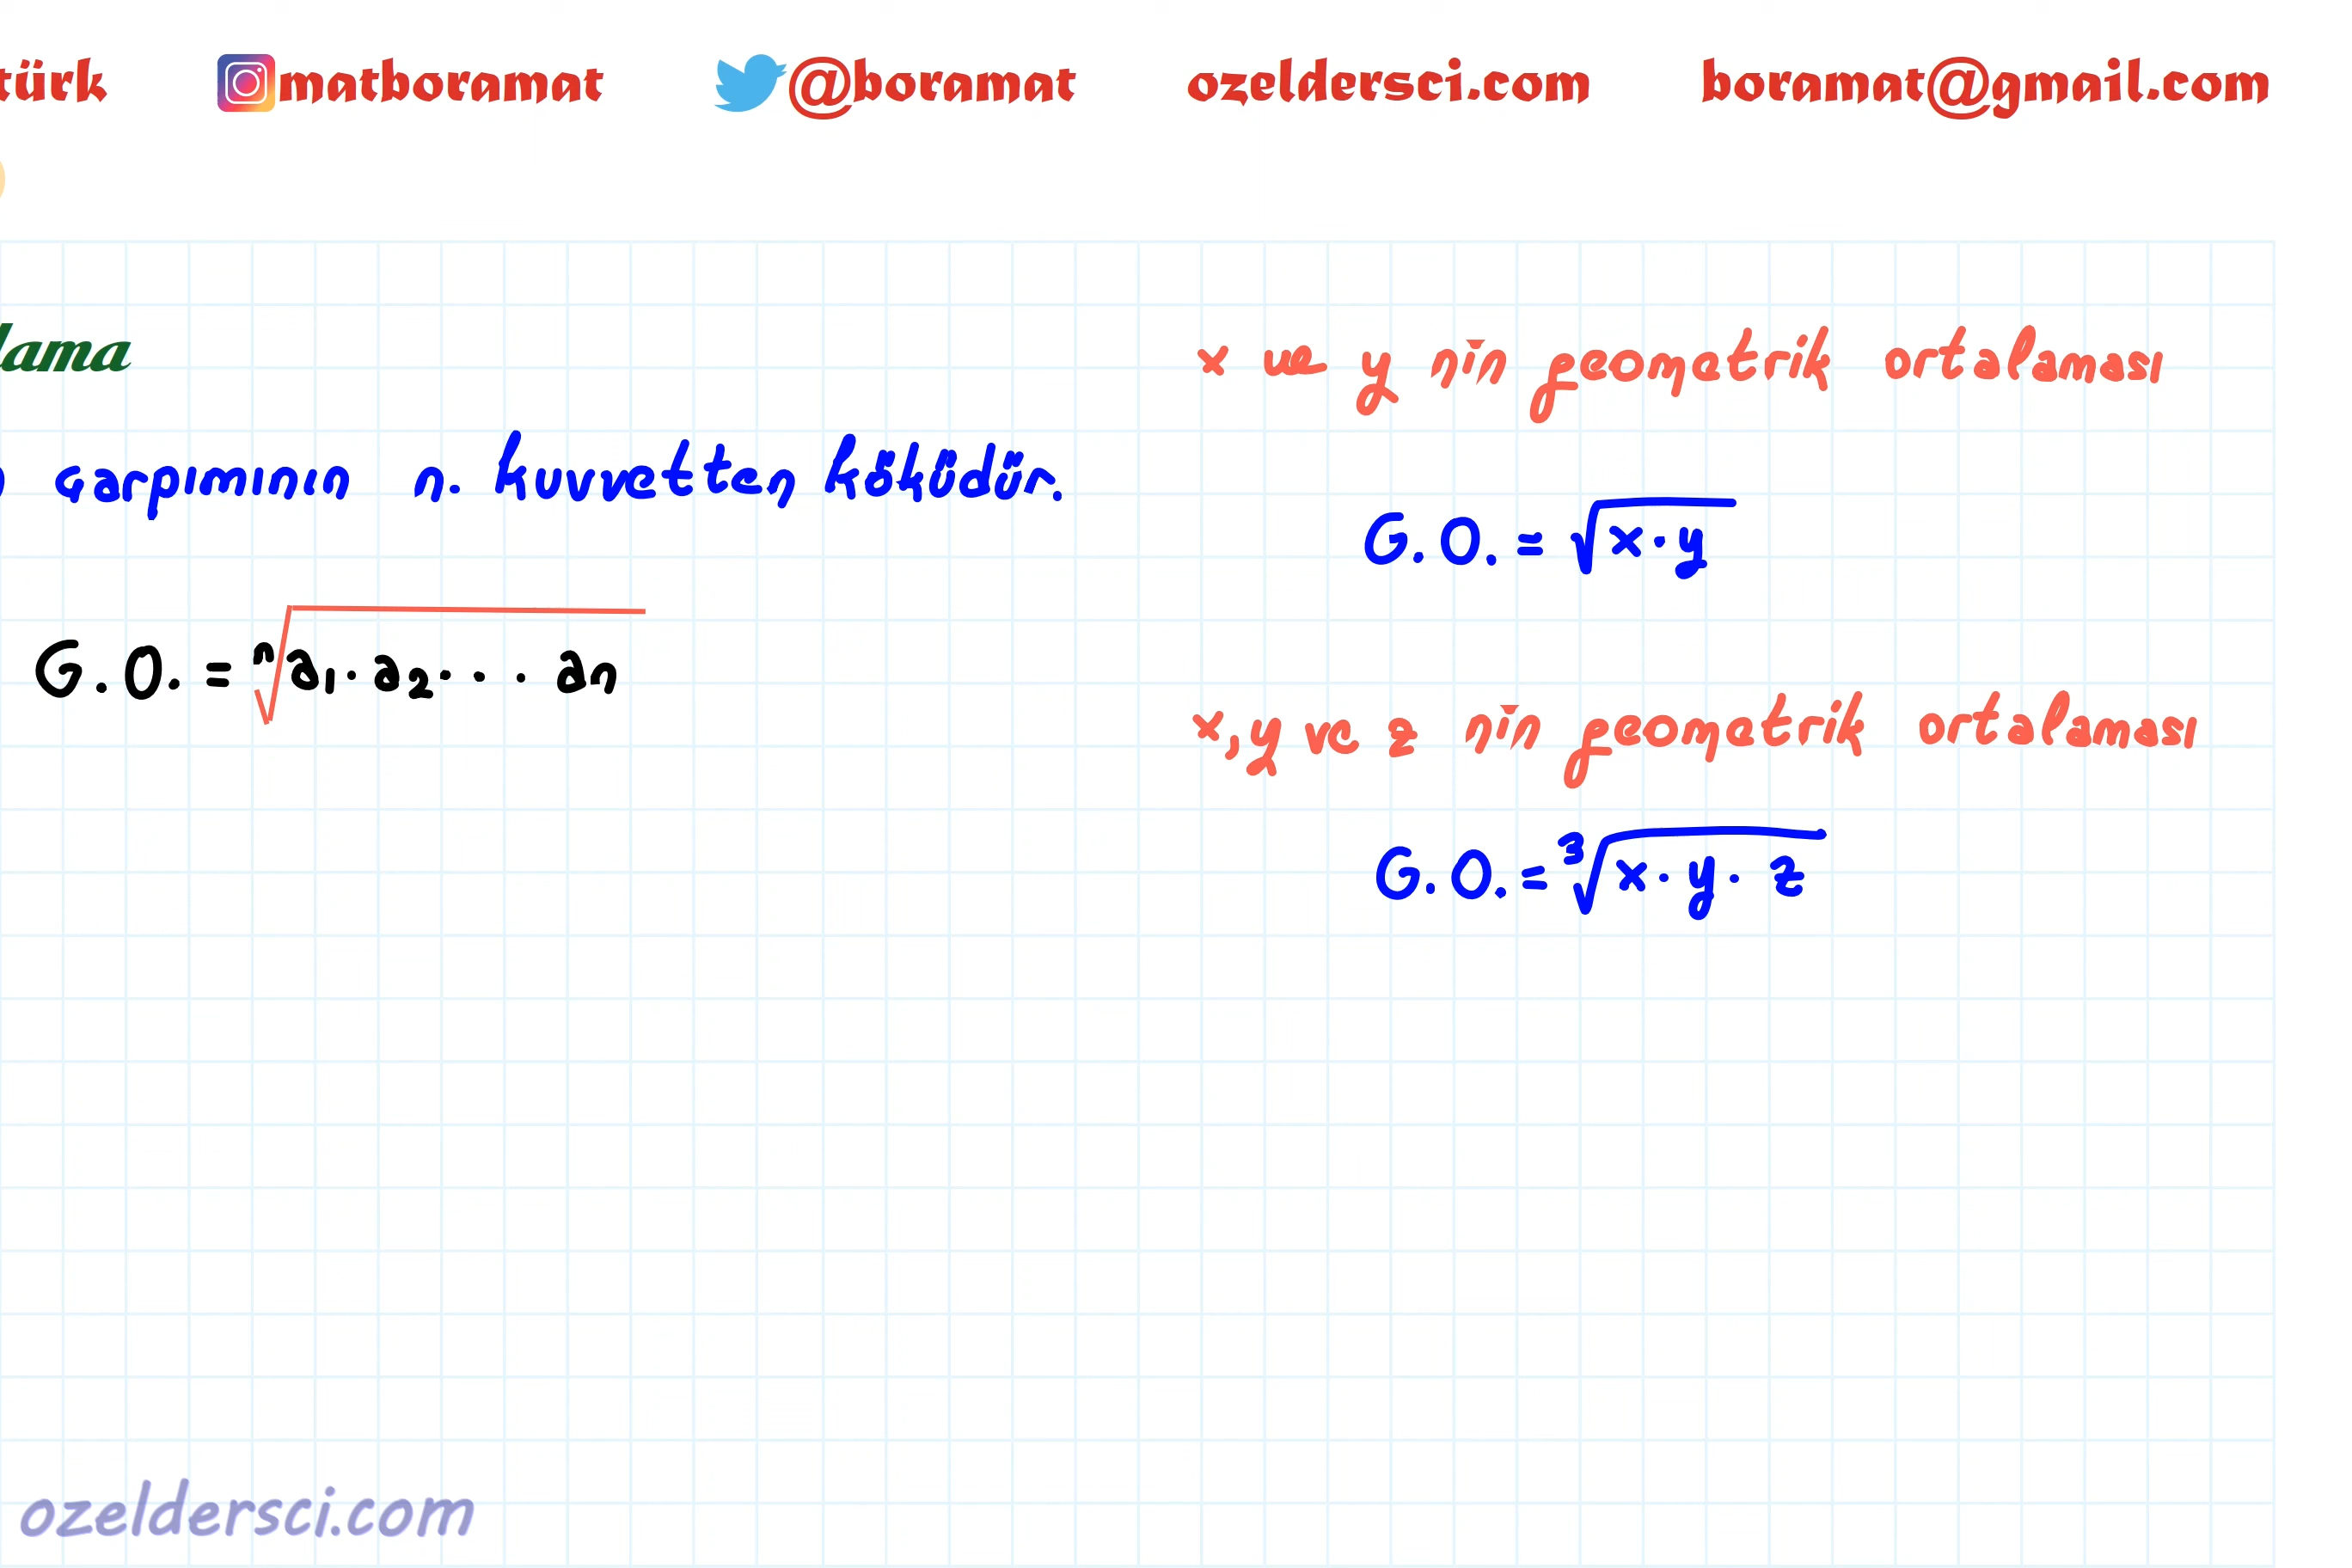 türk matboramat @boramat ozeldersci.com boramat@gmail.com
lama
çarpımının n. kuvvetten köküdür.
G.O. = ⁿ√a₁·a₂· · · aₙ
x ve y nin geometrik ortalaması
G.O. = √x·y
x,y ve z nin geometrik ortalaması
G.O. = ³√x·y·z
ozeldersci.com